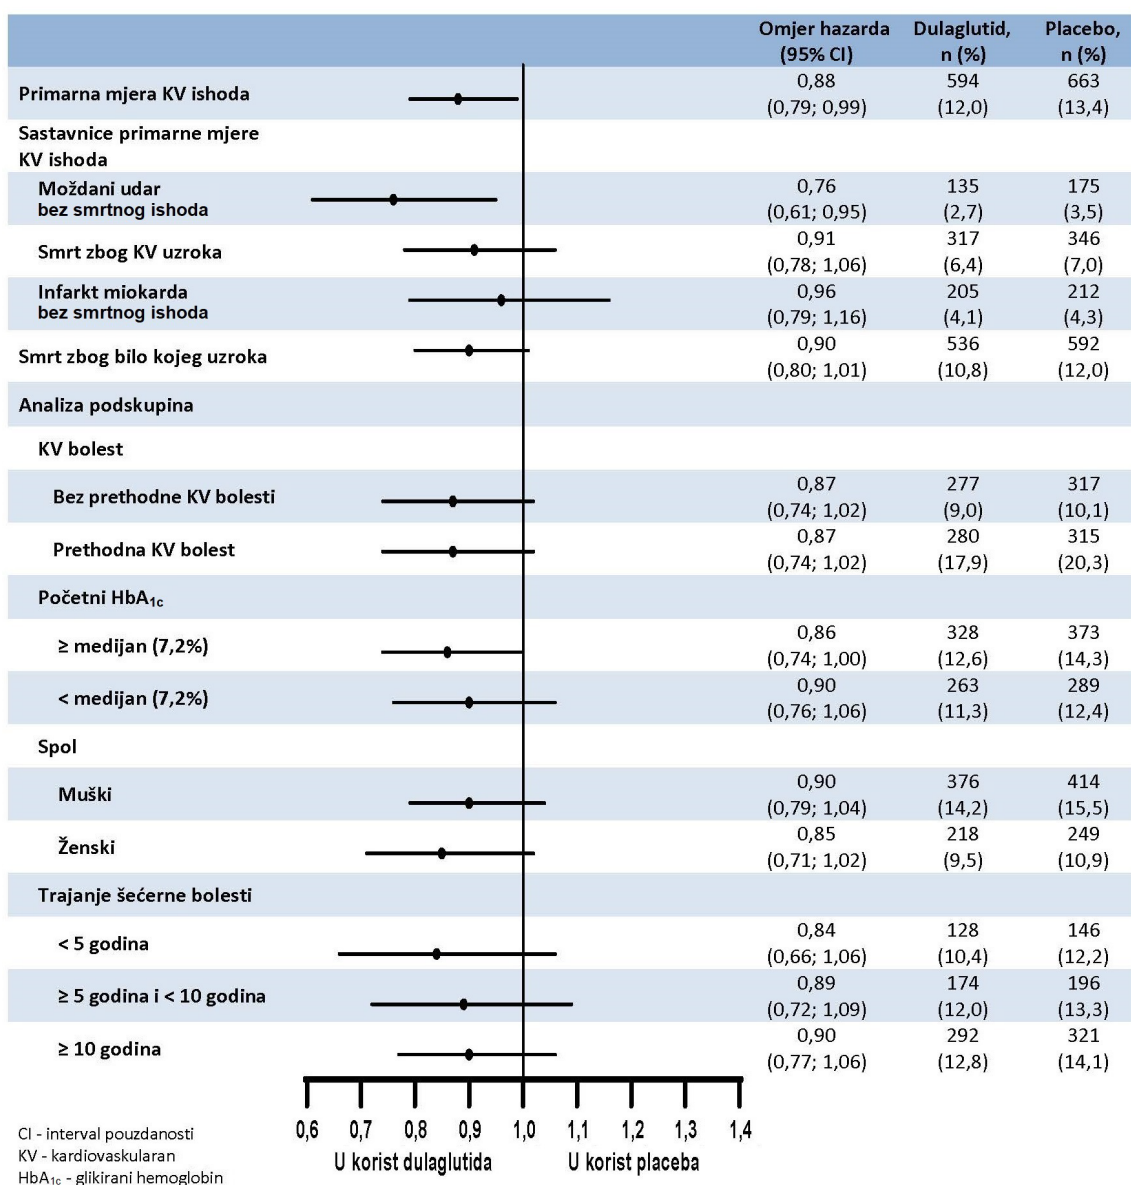 Omjer hazarda Dulaglutid, Placebo,
(95% CI) n (%) n (%)
Primarna mjera KV ishoda 0,88 594 663
(0,79; 0,99) (12,0) (13,4)
Sastavnice primarne mjere
KV ishoda
Moždani udar 0,76 135 175
bez smrtnog ishoda (0,61; 0,95) (2,7) (3,5)
Smrt zbog KV uzroka 0,91 317 346
(0,78; 1,06) (6,4) (7,0)
Infarkt miokarda 0,96 205 212
bez smrtnog ishoda (0,79; 1,16) (4,1) (4,3)
Smrt zbog bilo kojeg uzroka 0,90 536 592
(0,80; 1,01) (10,8) (12,0)
Analiza podskupina
KV bolest
Bez prethodne KV bolesti 0,87 277 317
(0,74; 1,02) (9,0) (10,1)
Prethodna KV bolest 0,87 280 315
(0,74; 1,02) (17,9) (20,3)
Početni HbA1c
≥ medijan (7,2%) 0,86 328 373
(0,74; 1,00) (12,6) (14,3)
< medijan (7,2%) 0,90 263 289
(0,76; 1,06) (11,3) (12,4)
Spol
Muški 0,90 376 414
(0,79; 1,04) (14,2) (15,5)
Ženski 0,85 218 249
(0,71; 1,02) (9,5) (10,9)
Trajanje šećerne bolesti
< 5 godina 0,84 128 146
(0,66; 1,06) (10,4) (12,2)
≥ 5 godina i < 10 godina 0,89 174 196
(0,72; 1,09) (12,0) (13,3)
≥ 10 godina 0,90 292 321
(0,77; 1,06) (12,8) (14,1)
0,6 0,7 0,8 0,9 1,0 1,1 1,2 1,3 1,4
U korist dulaglutida U korist placeba
CI - interval pouzdanosti
KV - kardiovaskularan
HbA1c - glikirani hemoglobin